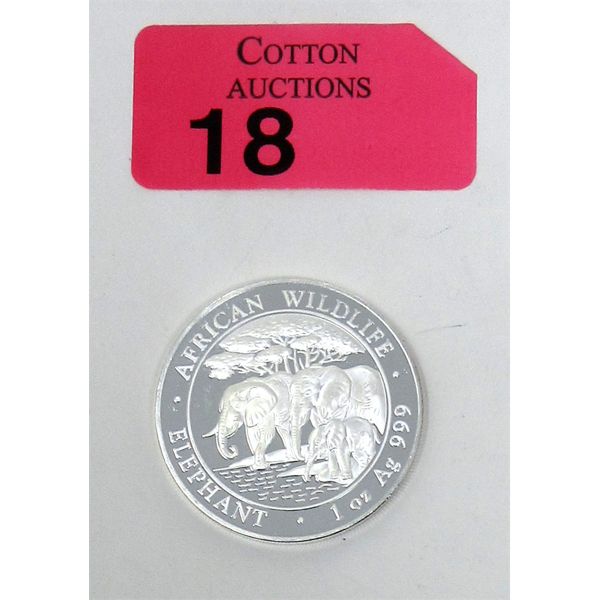 COTTON
AUCTIONS
18
AFRICAN WILDLIFE
ELEPHANT · 1 oz Ag 999